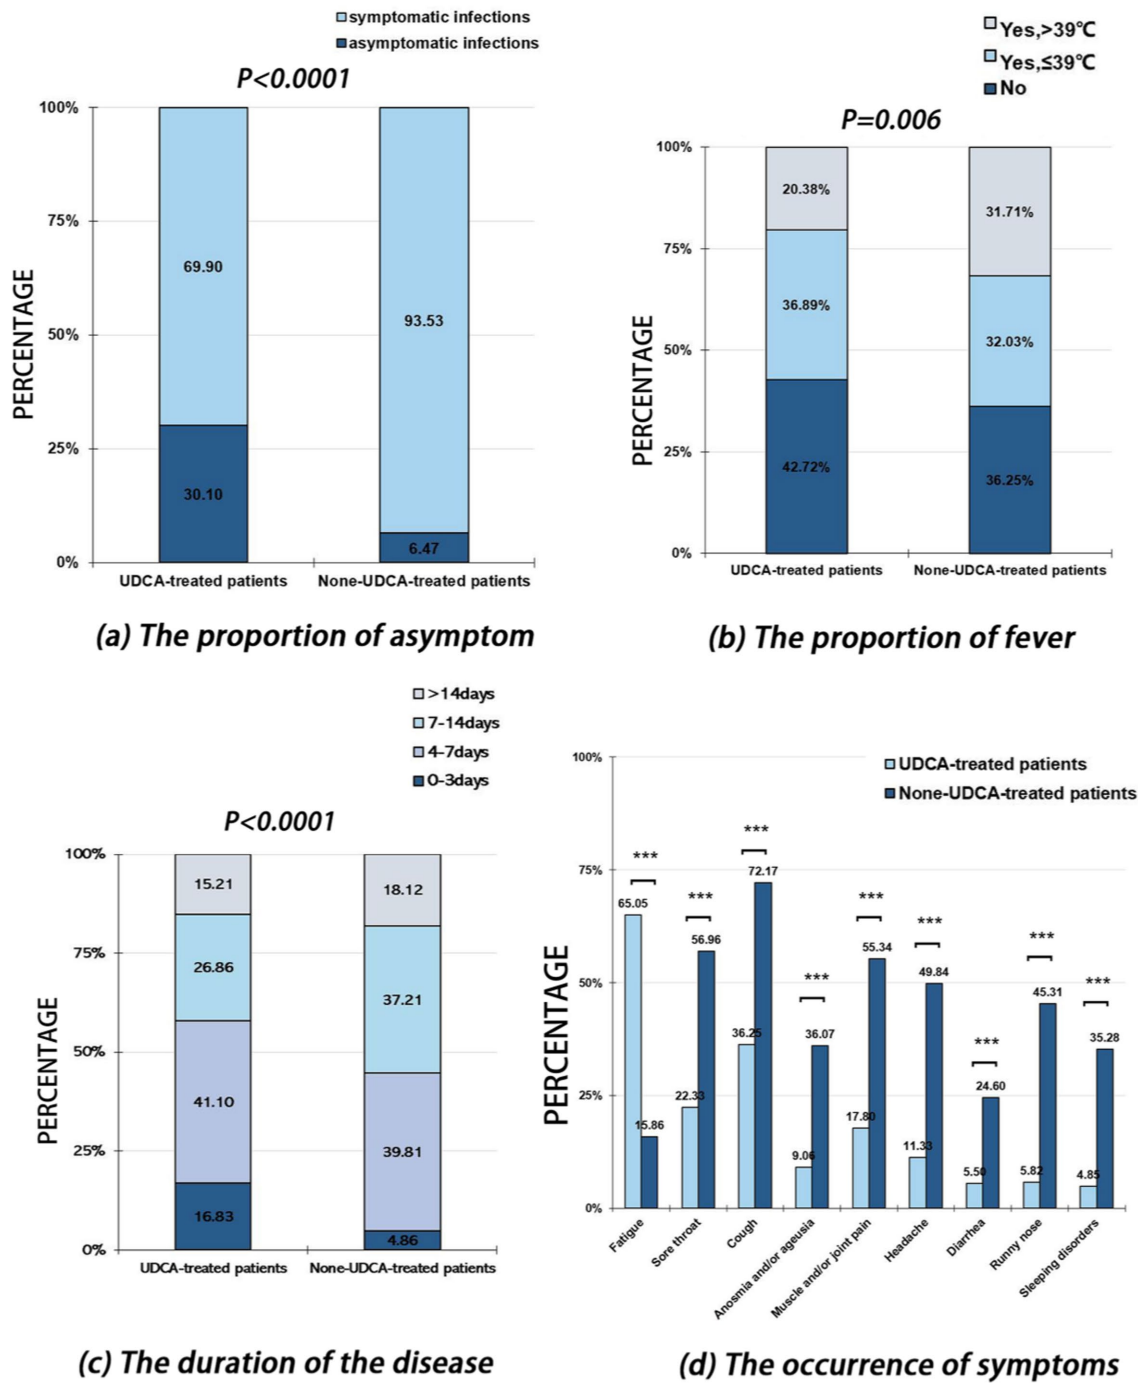 symptomatic infections
asymptomatic infections
P<0.0001
100%
75%
50%
25%
0%
PERCENTAGE
69.90
30.10
93.53
6.47
UDCA-treated patients
None-UDCA-treated patients
(a) The proportion of asymptom
Yes,>39℃
Yes,≤39℃
No
P=0.006
100%
75%
50%
25%
0%
PERCENTAGE
20.38%
36.89%
42.72%
31.71%
32.03%
36.25%
UDCA-treated patients
None-UDCA-treated patients
(b) The proportion of fever
>14days
7-14days
4-7days
0-3days
P<0.0001
100%
75%
50%
25%
0%
PERCENTAGE
15.21
26.86
41.10
16.83
18.12
37.21
39.81
4.86
UDCA-treated patients
None-UDCA-treated patients
(c) The duration of the disease
UDCA-treated patients
None-UDCA-treated patients
100%
75%
50%
25%
0%
PERCENTAGE
***
65.05
15.86
***
22.33
56.96
***
36.25
72.17
***
9.06
36.07
***
17.80
55.34
***
11.33
49.84
***
5.50
24.60
***
5.82
45.31
***
4.85
35.28
Fatigue
Sore throat
Cough
Anosmia and/or ageusia
Muscle and/or joint pain
Headache
Diarrhea
Runny nose
Sleeping disorders
(d) The occurrence of symptoms